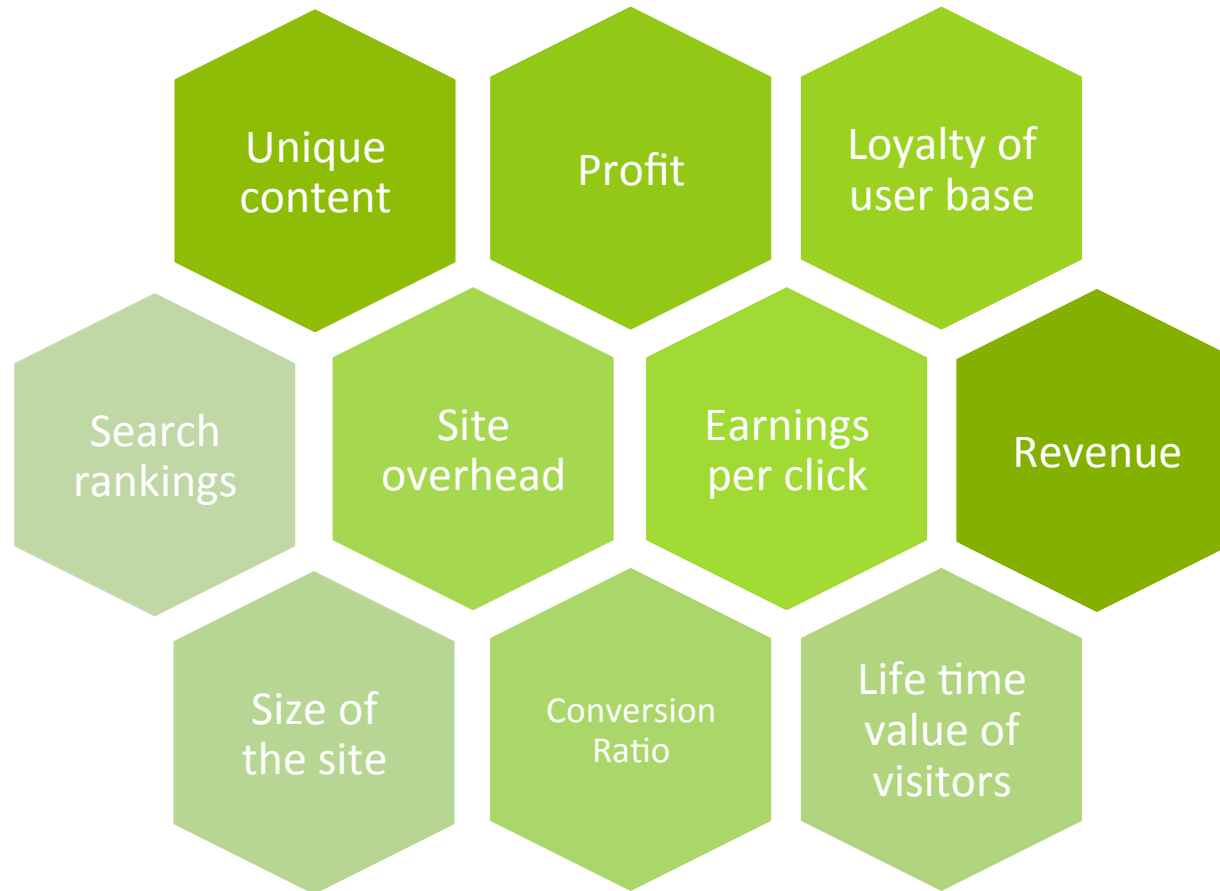 Unique
content
Profit
Loyalty of
user base
Search
rankings
Site
overhead
Earnings
per click
Revenue
Size of
the site
Conversion
Ratio
Life time
value of
visitors